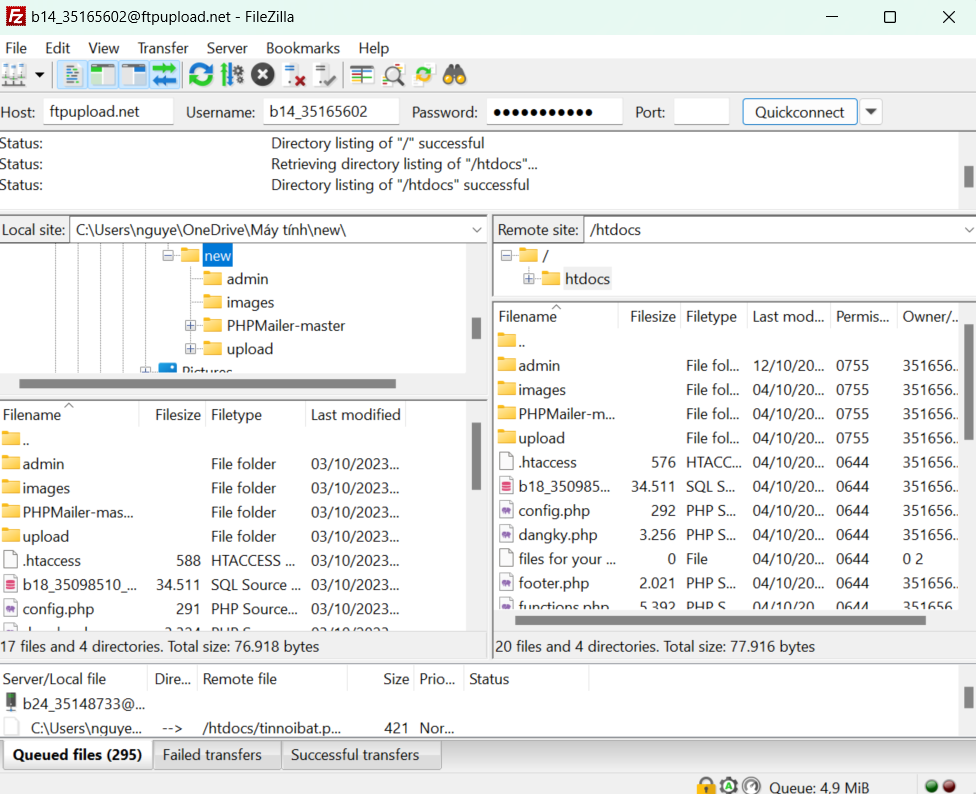 b14_35165602@ftpupload.net - FileZilla
File Edit View Transfer Server Bookmarks Help
Host: ftpupload.net Username: b14_35165602 Password: ●●●●●●●●●●● Port: Quickconnect
Status: Directory listing of "/" successful
Status: Retrieving directory listing of "/htdocs"...
Status: Directory listing of "/htdocs" successful
Local site: C:\Users\nguye\OneDrive\Máy tính\new\
new
admin
images
PHPMailer-master
upload
Pictures
Filename Filesize Filetype Last modified
..
admin File folder 03/10/2023...
images File folder 03/10/2023...
PHPMailer-mas... File folder 03/10/2023...
upload File folder 03/10/2023...
.htaccess 588 HTACCESS ... 03/10/2023...
b18_35098510_... 34.511 SQL Source ... 03/10/2023...
config.php 291 PHP Source... 03/10/2023...
17 files and 4 directories. Total size: 76.918 bytes
Remote site: /htdocs
/
htdocs
Filename Filesize Filetype Last mod... Permis... Owner/..
..
admin File fol... 12/10/20... 0755 351656..
images File fol... 04/10/20... 0755 351656..
PHPMailer-m... File fol... 04/10/20... 0755 351656..
upload File fol... 04/10/20... 0755 351656..
.htaccess 576 HTACC... 04/10/20... 0644 351656..
b18_350985... 34.511 SQL S... 04/10/20... 0644 351656..
config.php 292 PHP S... 04/10/20... 0644 351656..
dangky.php 3.256 PHP S... 04/10/20... 0644 351656..
files for your ... 0 File 04/10/20... 0644 0 2
footer.php 2.021 PHP S... 04/10/20... 0644 351656..
functions.php 5.392 PHP S... 04/10/20... 0644 351656..
20 files and 4 directories. Total size: 77.916 bytes
Server/Local file Dire... Remote file Size Prio... Status
b24_35148733@...
C:\Users\nguye... --> /htdocs/tinnoibat.p... 421 Nor...
Queued files (295) Failed transfers Successful transfers
Queue: 4.9 MiB